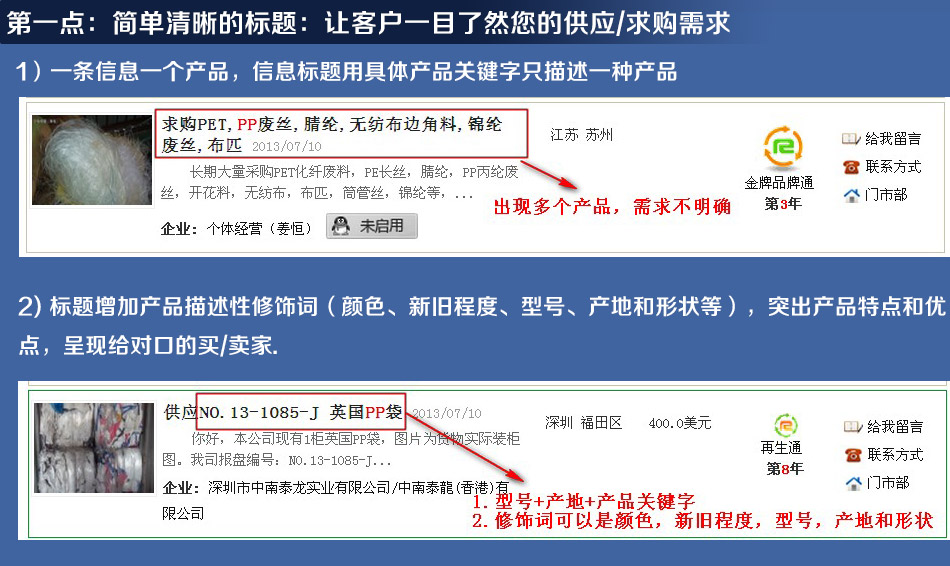 第一点：简单清晰的标题：让客户一目了然您的供应/求购需求
1）一条信息一个产品，信息标题用具体产品关键字只描述一种产品
求购PET,PP废丝,腈纶,无纺布边角料,锦纶
废丝,布匹 2013/07/10
江苏 苏州
长期大量采购PET化纤废料，PE长丝，腈纶，PP丙纶废
丝，开花料，无纺布，布匹，筒管丝，锦纶等，...
企业：个体经营（姜恒）
未启用
出现多个产品，需求不明确
金牌品牌通
第3年
给我留言
联系方式
门市部
2）标题增加产品描述性修饰词（颜色、新旧程度、型号、产地和形状等），突出产品特点和优
点，呈现给对口的买/卖家.
供应NO.13-1085-J 英国PP袋 2013/07/10
深圳 福田区
400.0美元
你好，本公司现有1柜英国PP袋，图片为货物实际装柜
图。我司报盘编号：NO.13-1085-J...
企业：深圳市中南泰龙实业有限公司/中南泰龍(香港)有
限公司
再生通
第8年
给我留言
联系方式
门市部
1. 型号+产地+产品关键字
2. 修饰词可以是颜色，新旧程度，型号，产地和形状